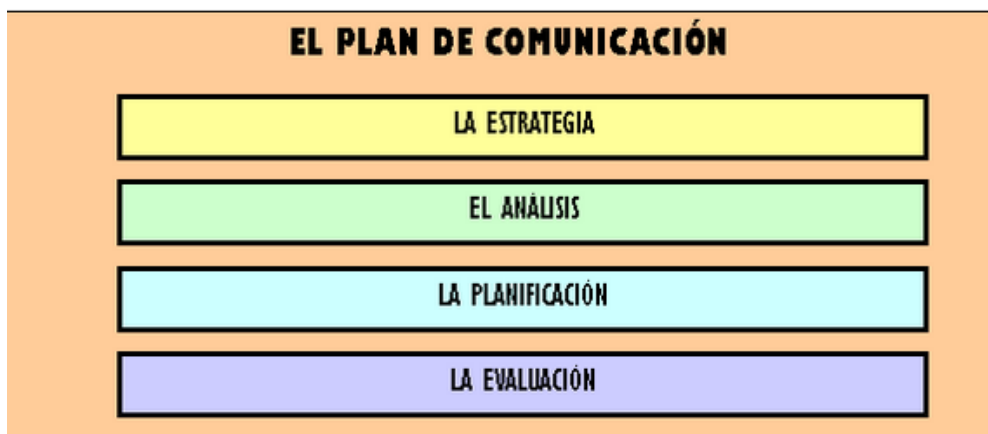 EL PLAN DE COMUNICACIÓN
LA ESTRATEGIA
EL ANÁLISIS
LA PLANIFICACIÓN
LA EVALUACIÓN